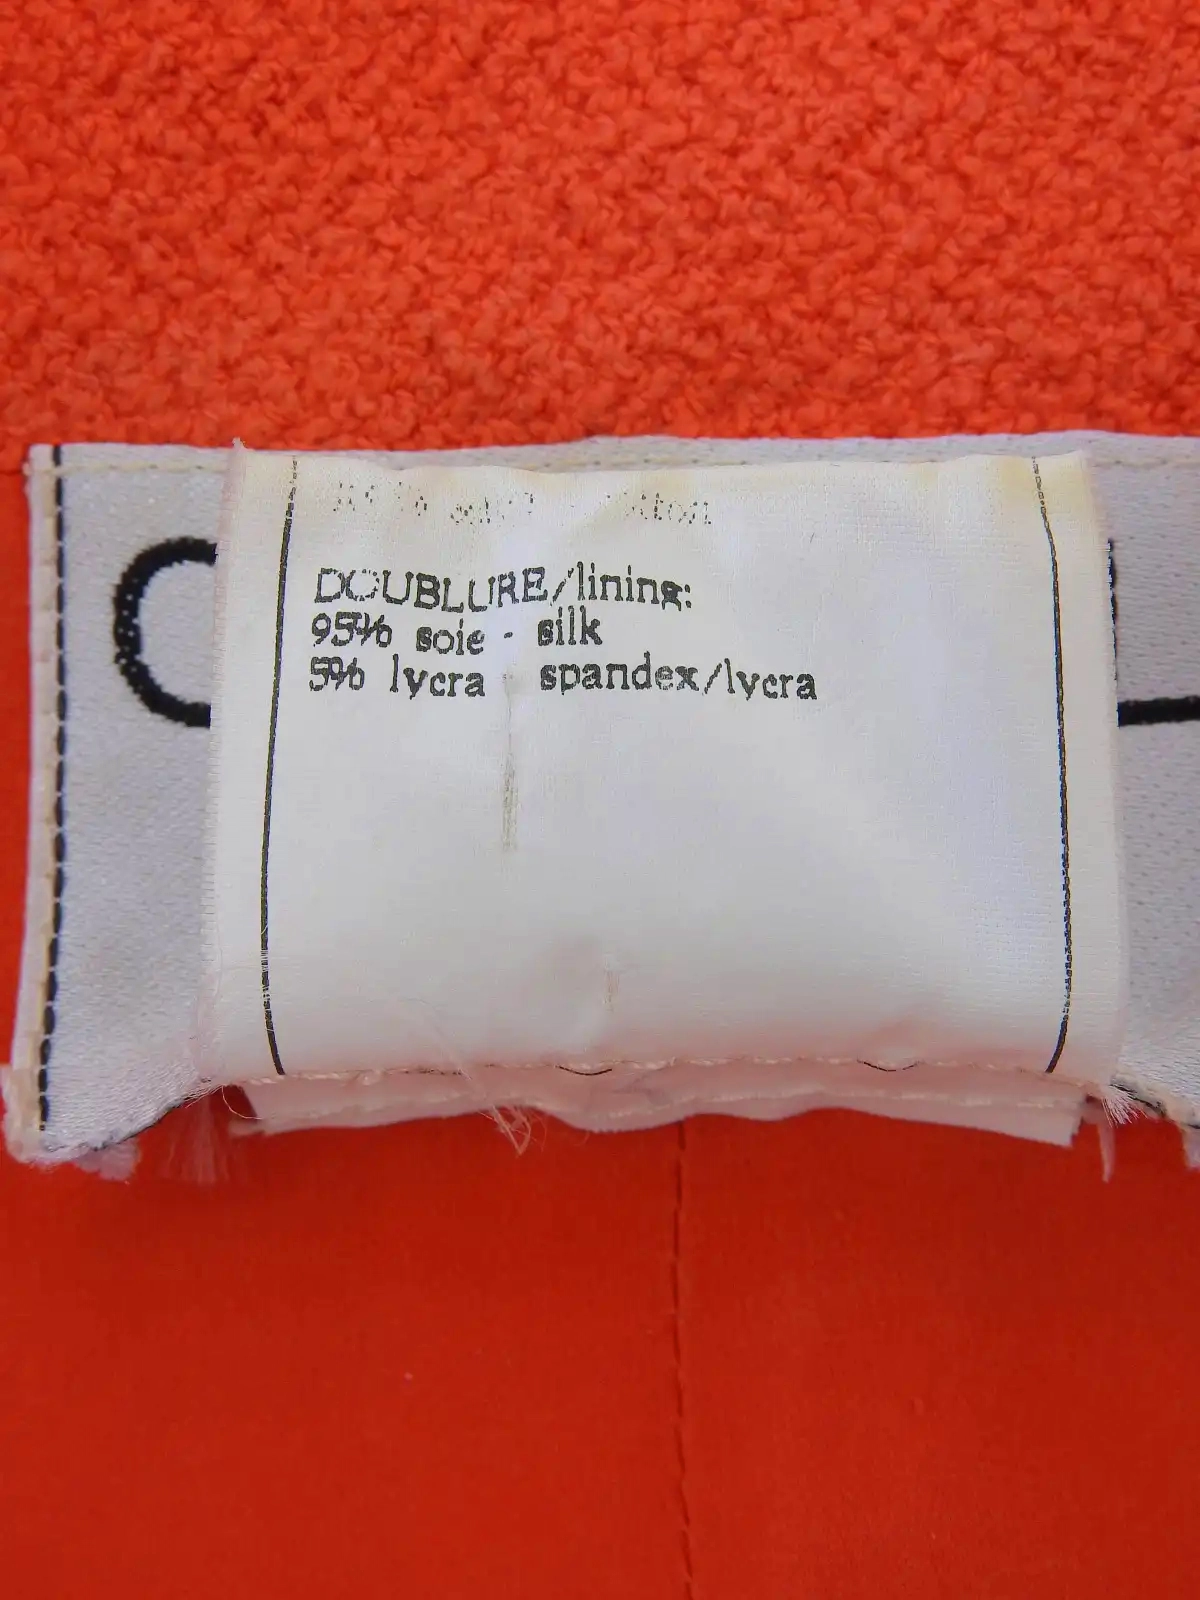 DOUBLURE/lining:
95% soie - silk
5% lycra spandex/lycra